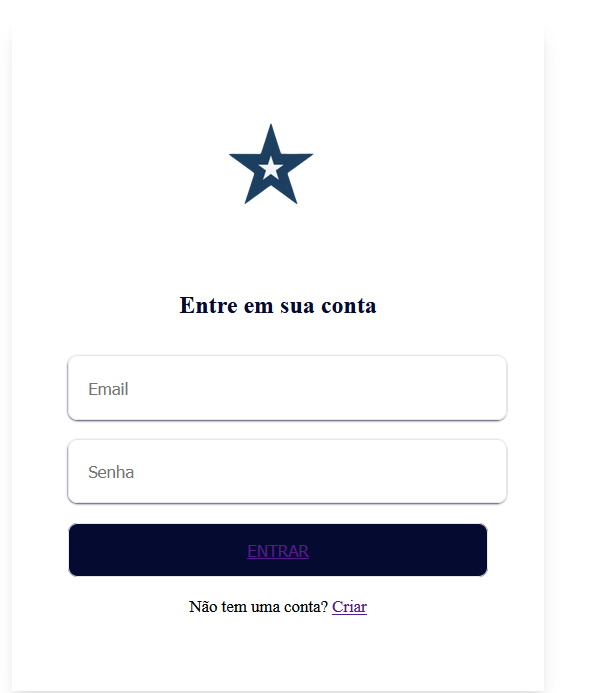 Entre em sua conta
Email
Senha
ENTRAR
Não tem uma conta? Criar